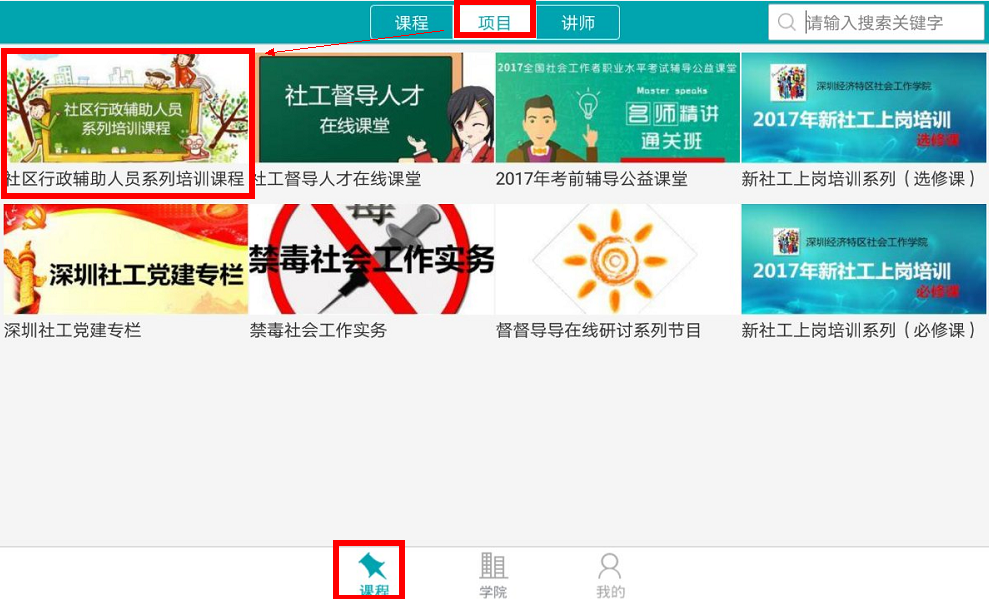 课程
项目
讲师
请输入搜索关键字
社区行政辅助人员
系列培训课程
社区行政辅助人员系列培训课程
社工督导人才
在线课堂
社工督导人才在线课堂
2017全国社会工作者职业水平考试辅导公益课堂
Master speaks
名师精讲
通关班
2017年考前辅导公益课堂
深圳经济特区社会工作学院
2017年新社工上岗培训
选修课
新社工上岗培训系列（选修课）
深圳社工党建专栏
深圳社工党建专栏
毒
禁毒社会工作实务
禁毒社会工作实务
督督导导在线研讨系列节目
深圳经济特区社会工作学院
2017年新社工上岗培训
必修课
新社工上岗培训系列（必修课）
课程
学院
我的